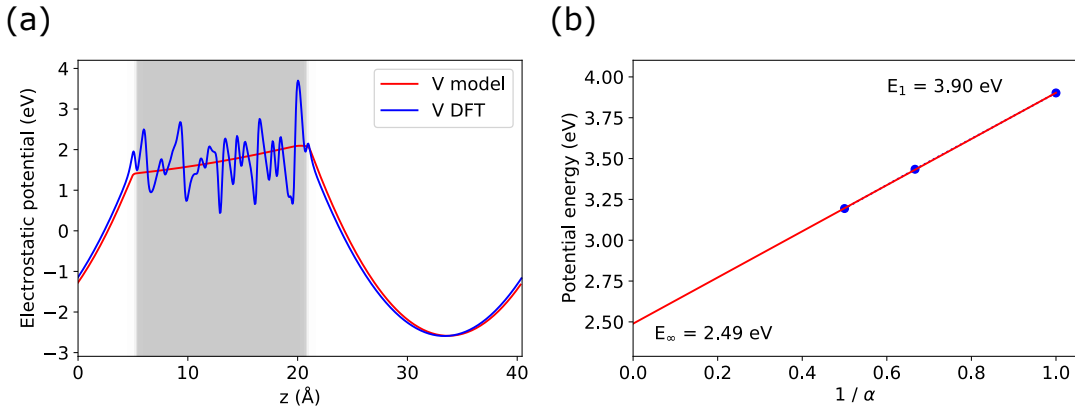 (a)
Electrostatic potential (eV)
4
3
2
1
0
−1
−2
−3
V model
V DFT
0
10
20
30
40
z (Å)
(b)
Potential energy (eV)
4.00
3.75
3.50
3.25
3.00
2.75
2.50
E₁ = 3.90 eV
E∞ = 2.49 eV
0.0
0.2
0.4
0.6
0.8
1.0
1 / α